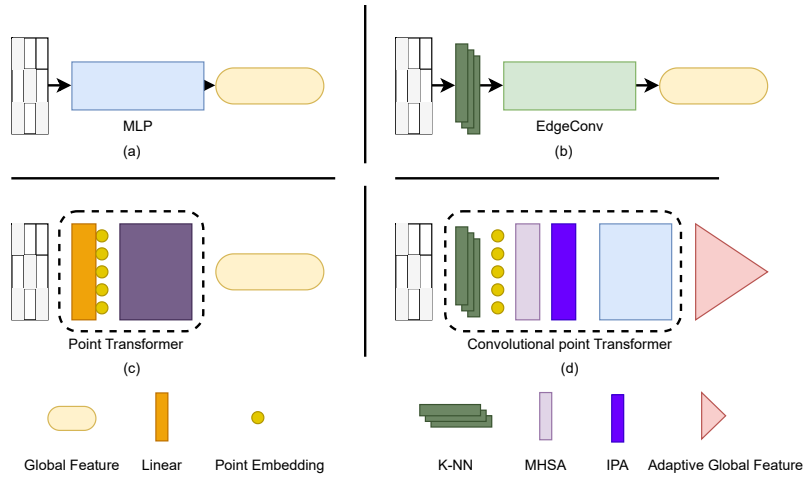 MLP
(a)
EdgeConv
(b)
Point Transformer
(c)
Convolutional point Transformer
(d)
Global Feature
Linear
Point Embedding
K-NN
MHSA
IPA
Adaptive Global Feature